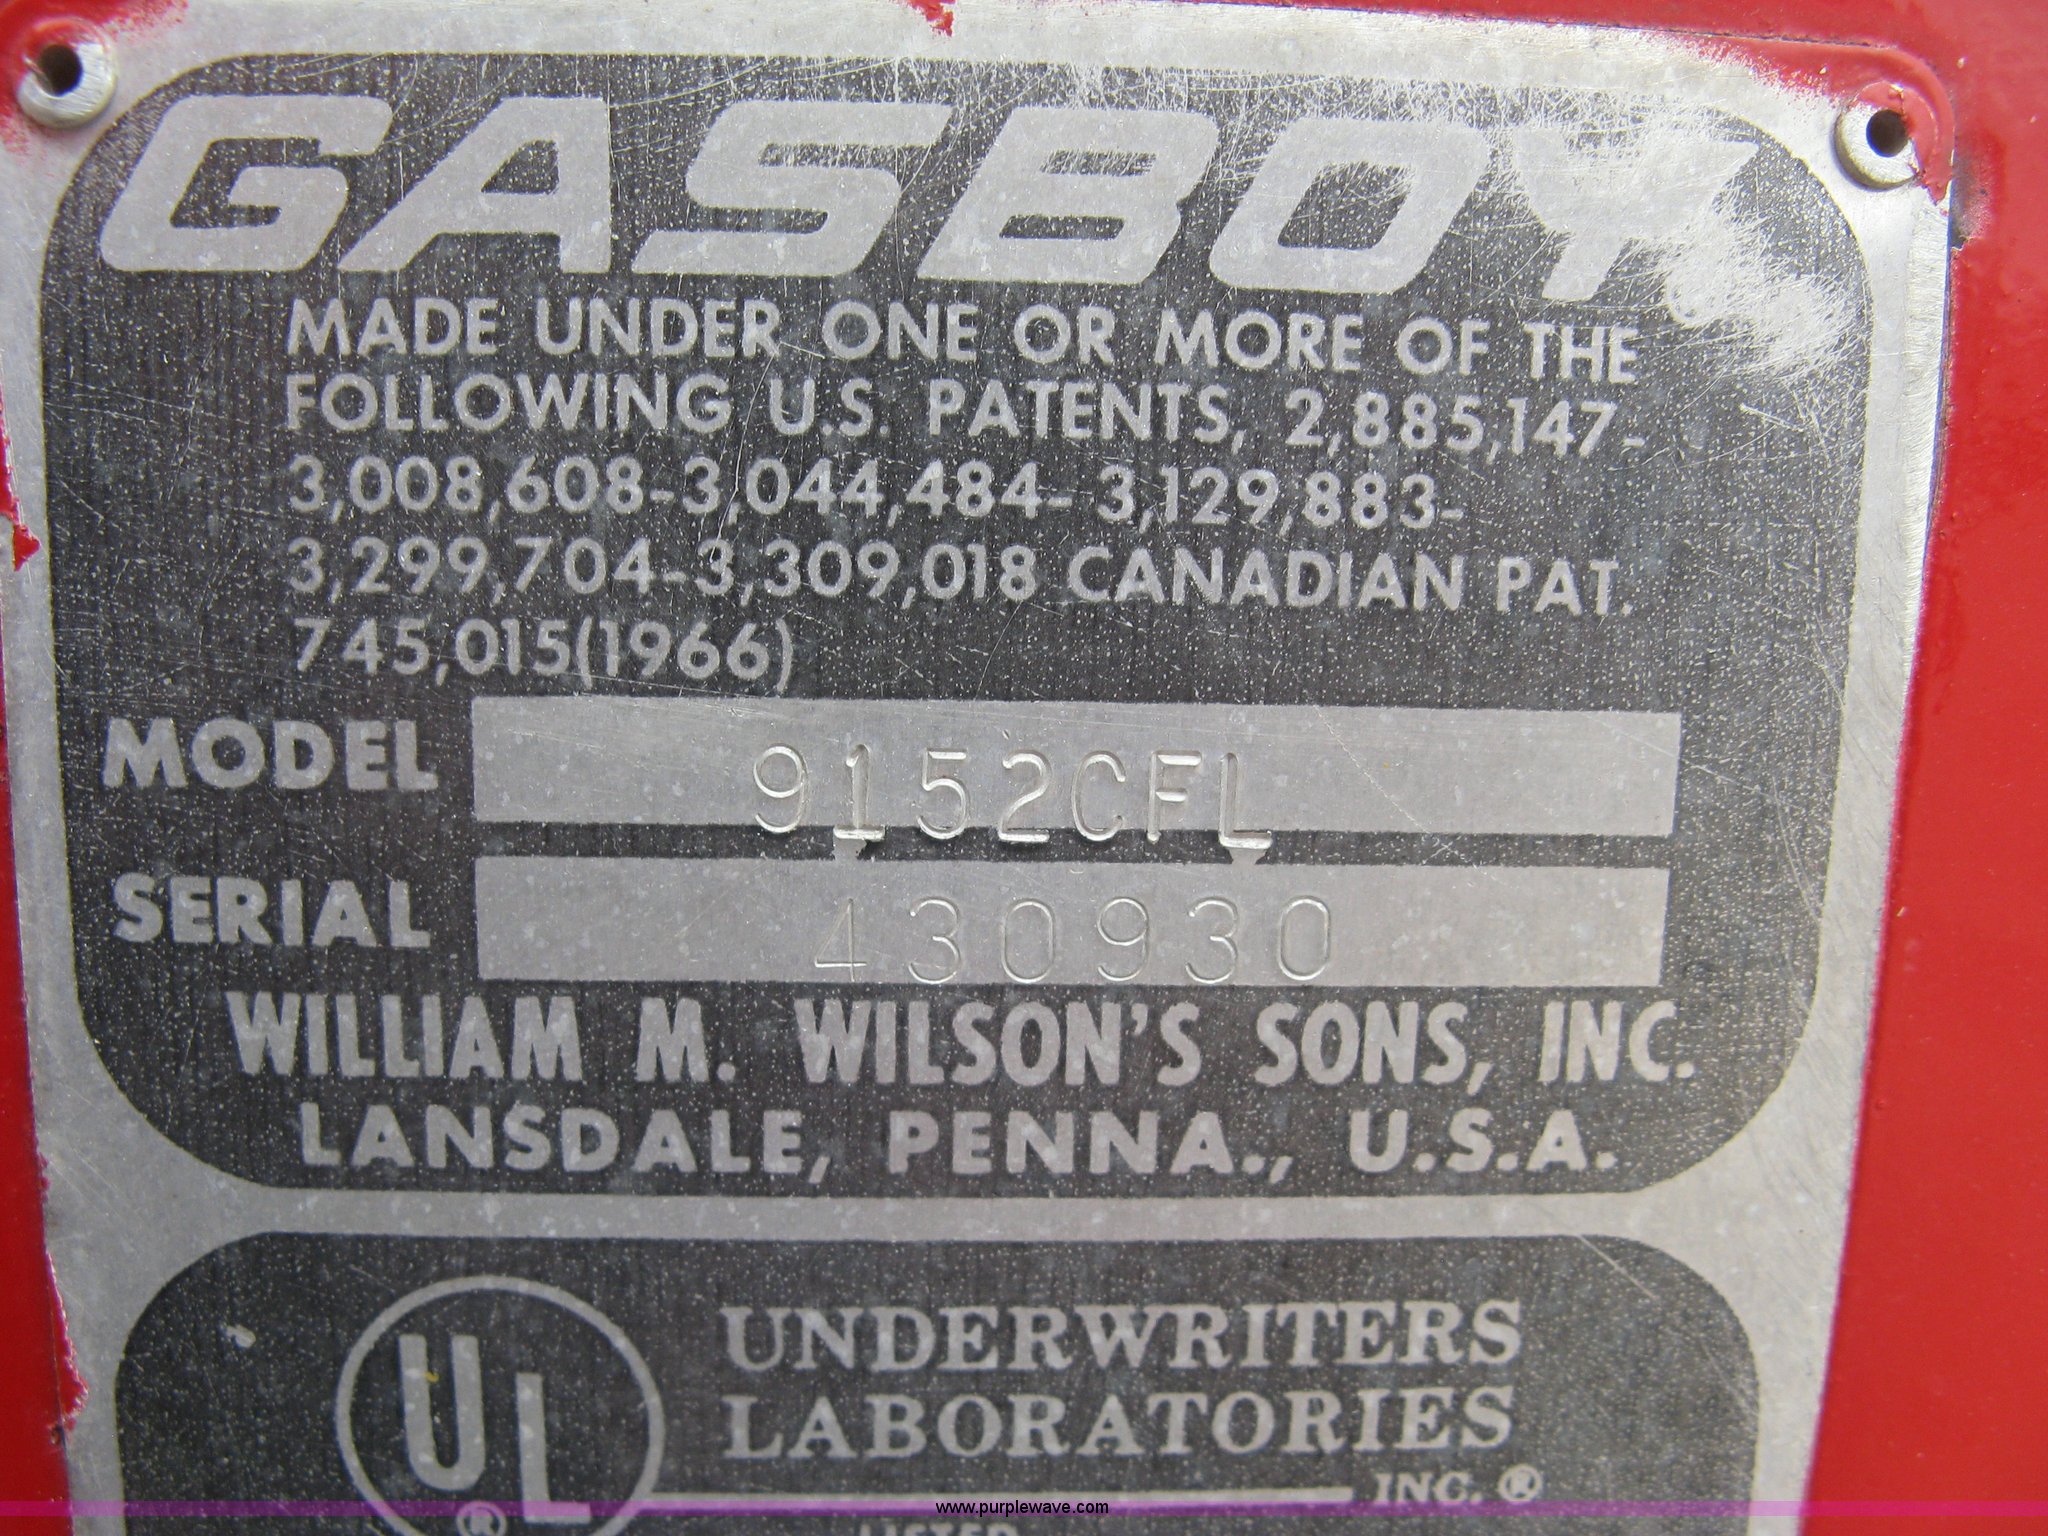 GASBOY
MADE UNDER ONE OR MORE OF THE
FOLLOWING U.S. PATENTS, 2,885,147-
3,008,608-3,044,484-3,129,883-
3,299,704-3,309,018 CANADIAN PAT.
745,015(1966)
MODEL 9152CFL
SERIAL 430930
WILLIAM M. WILSON'S SONS, INC.
LANSDALE, PENNA., U.S.A.
UL®
UNDERWRITERS
LABORATORIES
INC.®
LISTED
www.purplewave.com